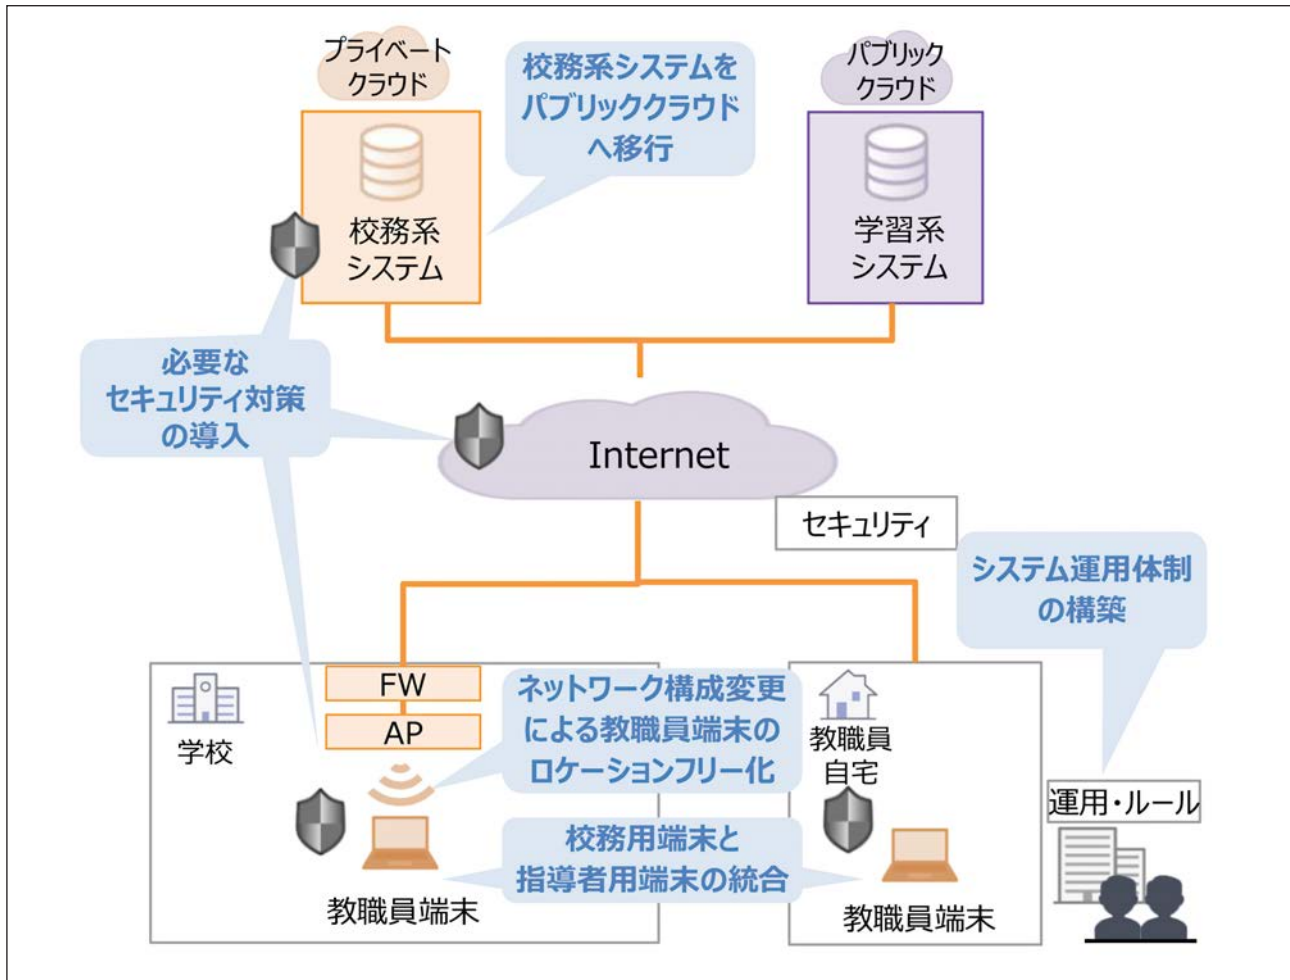 プライベート
クラウド
校務系システムを
パブリッククラウド
へ移行
パブリック
クラウド
校務系
システム
学習系
システム
必要な
セキュリティ対策
の導入
Internet
セキュリティ
システム運用体制
の構築
FW
AP
学校
ネットワーク構成変更
による教職員端末の
ロケーションフリー化
教職員
自宅
運用・ルール
校務用端末と
指導者用端末の統合
教職員端末
教職員端末